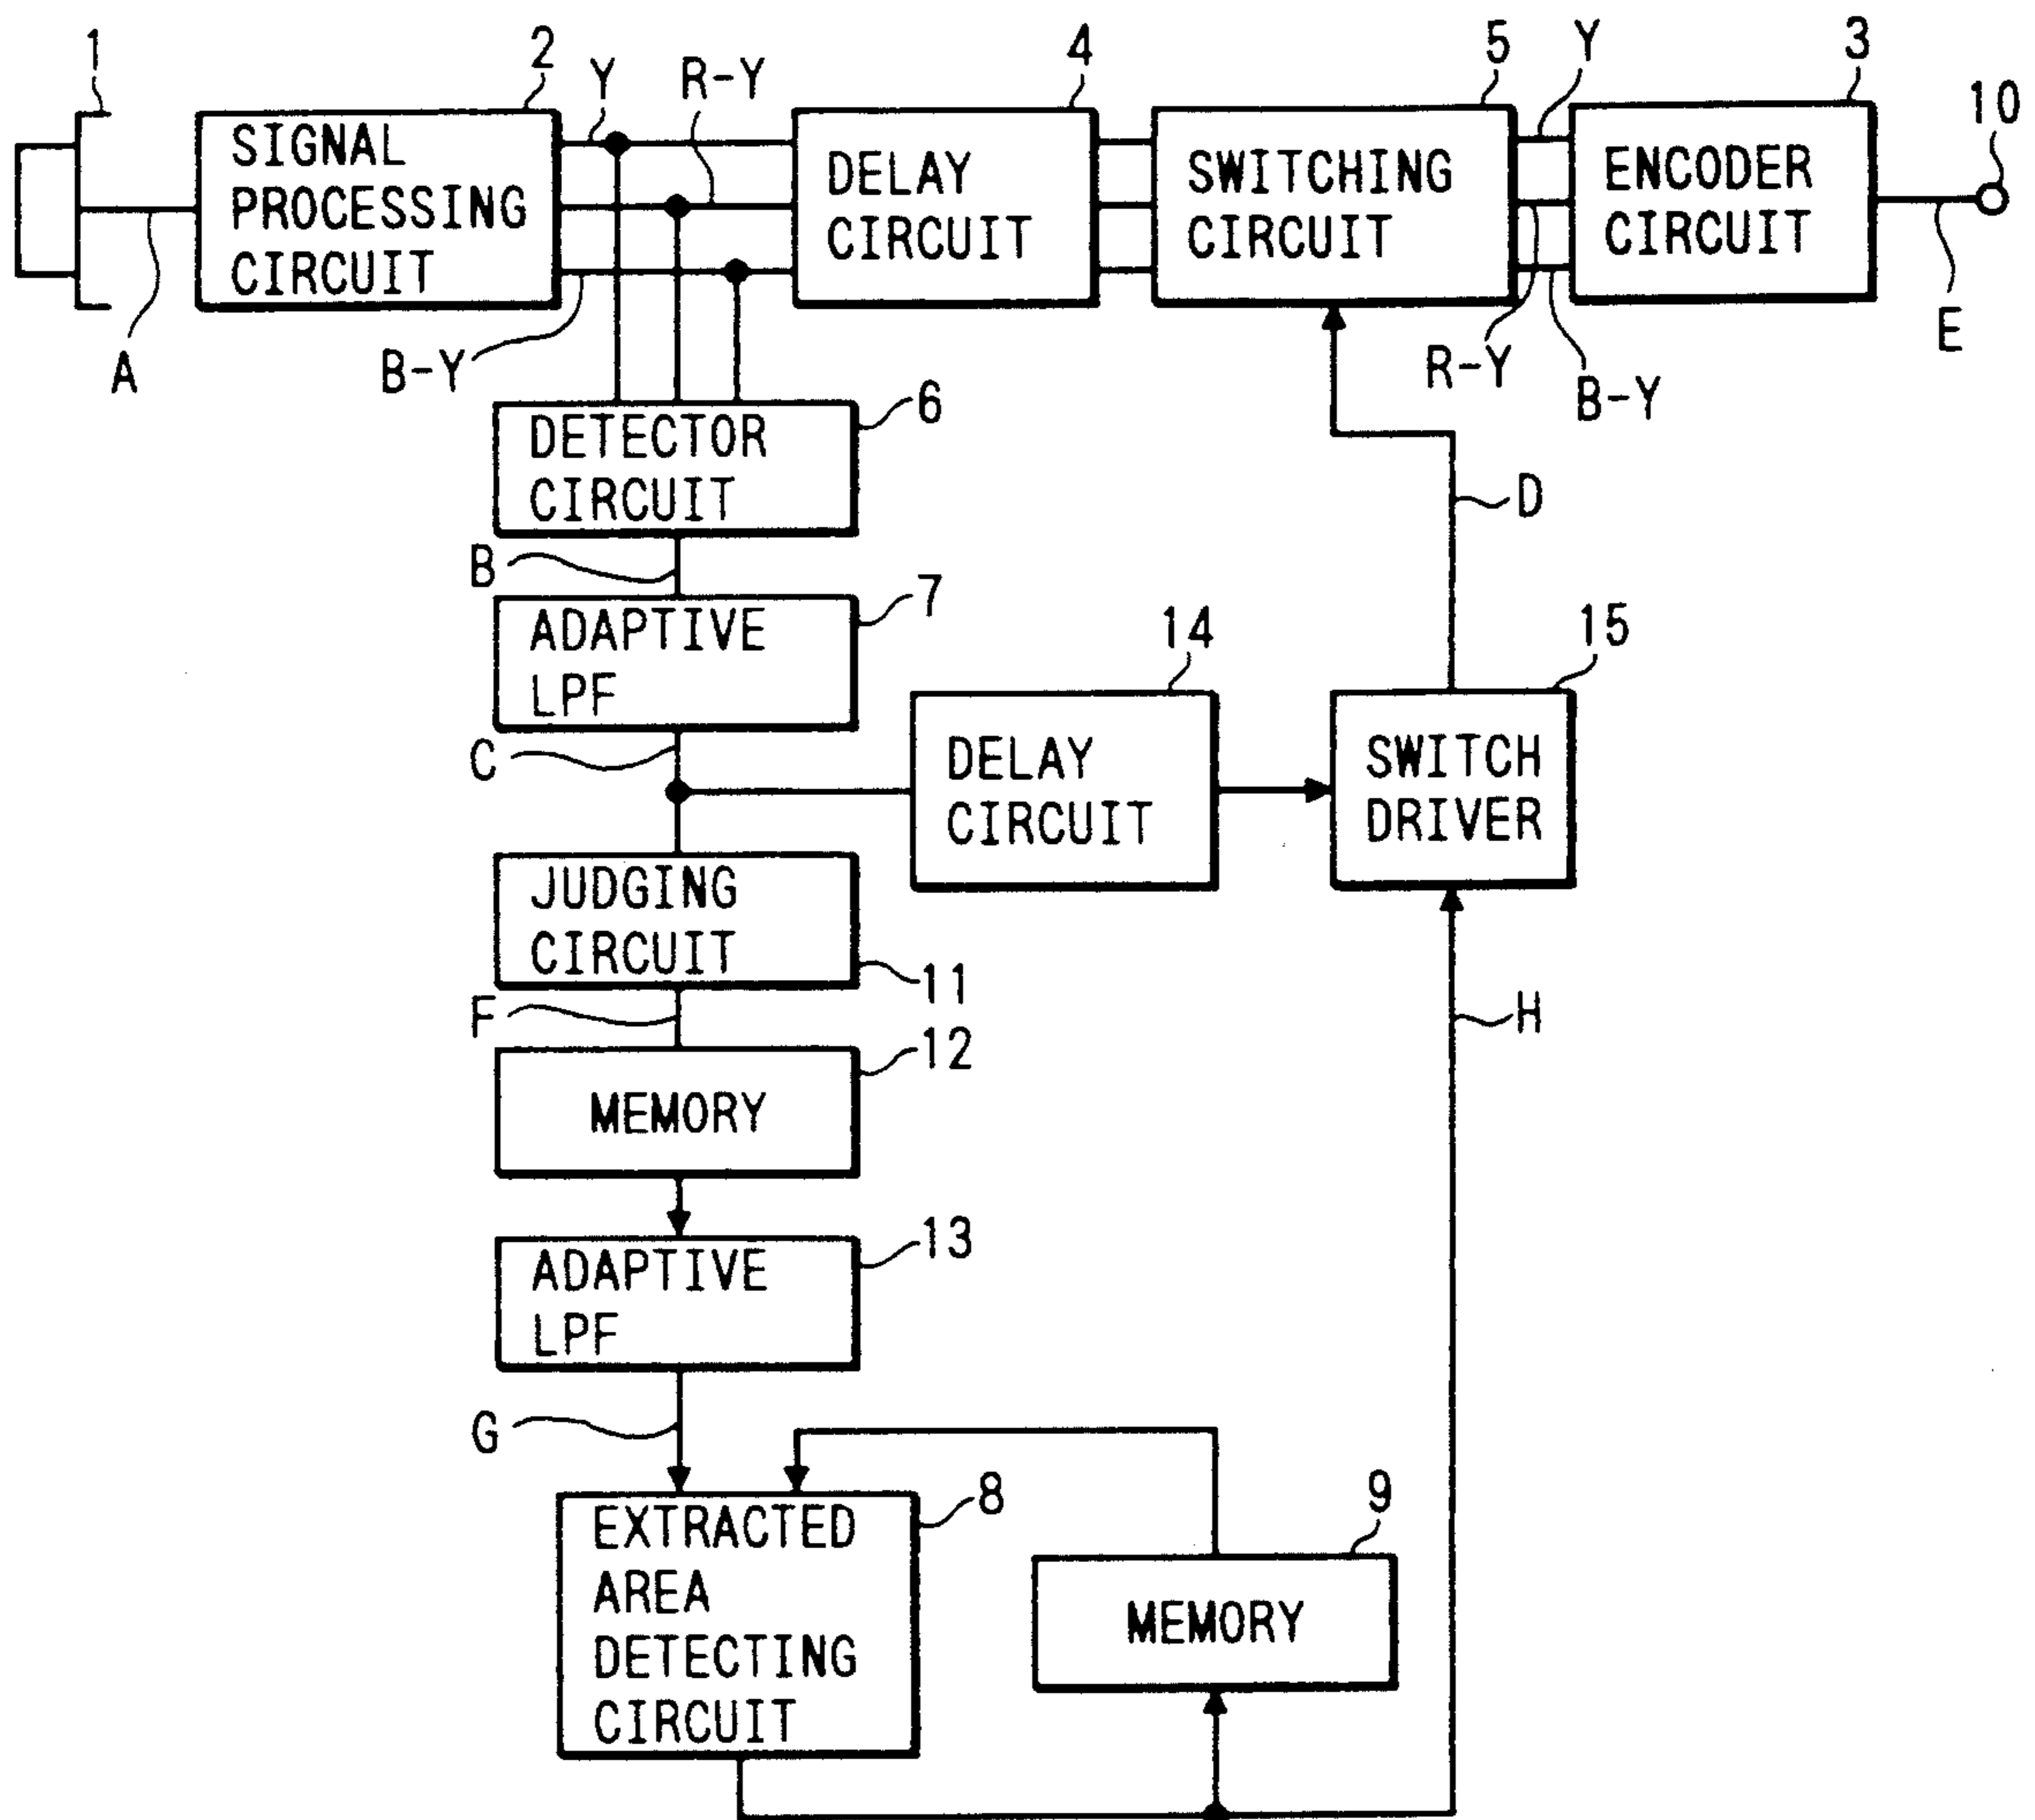 1
2
Y
R-Y
4
5
Y
3
10
SIGNAL
PROCESSING
CIRCUIT
DELAY
CIRCUIT
SWITCHING
CIRCUIT
ENCODER
CIRCUIT
A
B-Y
R-Y
B-Y
E
DETECTOR
CIRCUIT
6
D
B
ADAPTIVE
LPF
7
14
15
C
DELAY
CIRCUIT
SWITCH
DRIVER
JUDGING
CIRCUIT
11
F
H
MEMORY
12
ADAPTIVE
LPF
13
G
EXTRACTED
AREA
DETECTING
CIRCUIT
8
9
MEMORY